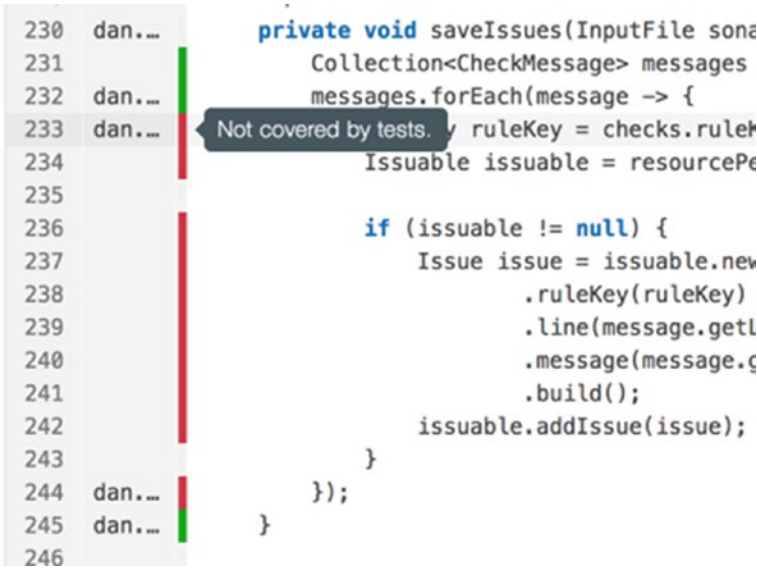 230 dan.... private void saveIssues(InputFile sona
231 Collection<CheckMessage> messages
232 dan.... messages.forEach(message -> {
233 dan.... Not covered by tests. ruleKey = checks.ruleK
234 Issuable issuable = resourcePe
235
236 if (issuable != null) {
237 Issue issue = issuable.new
238 .ruleKey(ruleKey)
239 .line(message.getL
240 .message(message.g
241 .build();
242 issuable.addIssue(issue);
243 }
244 dan.... });
245 dan.... }
246